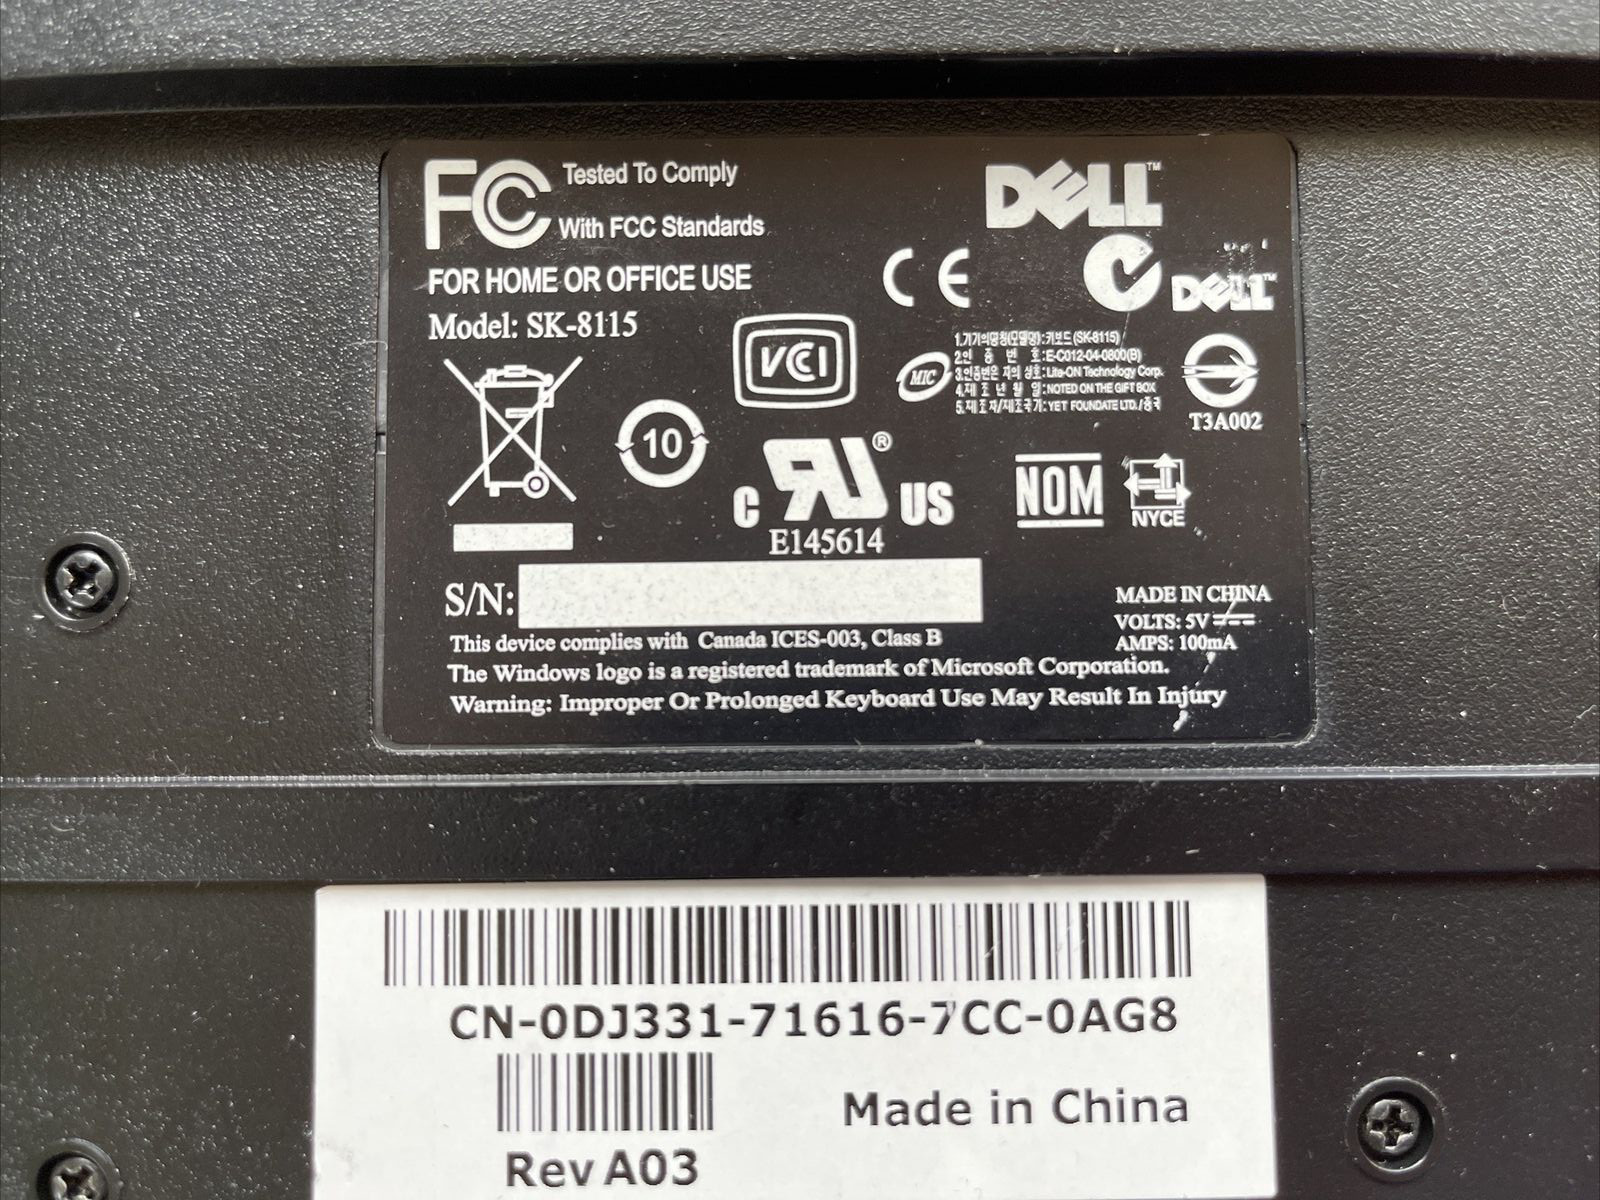 FC Tested To Comply
With FCC Standards
DELL™
FOR HOME OR OFFICE USE
CE
DELL™
Model: SK-8115
VCI
MIC
1.기기의명칭(모델명):키보드(SK-8115)
2.인 증 번 호:E-C012-04-0800(B)
3.인증받은 자의 상호:Lite-ON Technology Corp.
4.제 조 년 월 일:NOTED ON THE GIFT BOX
5.제조자/제조국가:YET FOUNDATE LTD./중국
T3A002
10
c RU® US
E145614
NOM
NYCE
S/N:
MADE IN CHINA
VOLTS: 5V
AMPS: 100mA
This device complies with Canada ICES-003, Class B
The Windows logo is a registered trademark of Microsoft Corporation.
Warning: Improper Or Prolonged Keyboard Use May Result In Injury
CN-0DJ331-71616-7CC-0AG8
Made in China
Rev A03